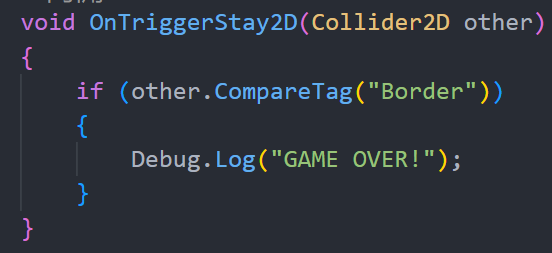 void OnTriggerStay2D(Collider2D other)
{
    if (other.CompareTag("Border"))
    {
        Debug.Log("GAME OVER!");
    }
}